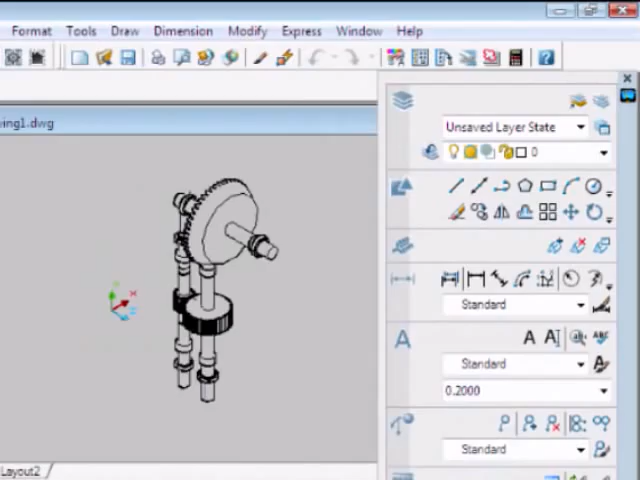 Format Tools Draw Dimension Modify Express Window Help
wing1.dwg
Unsaved Layer State
0
Standard
A A
Standard
0.2000
Standard
Layout2